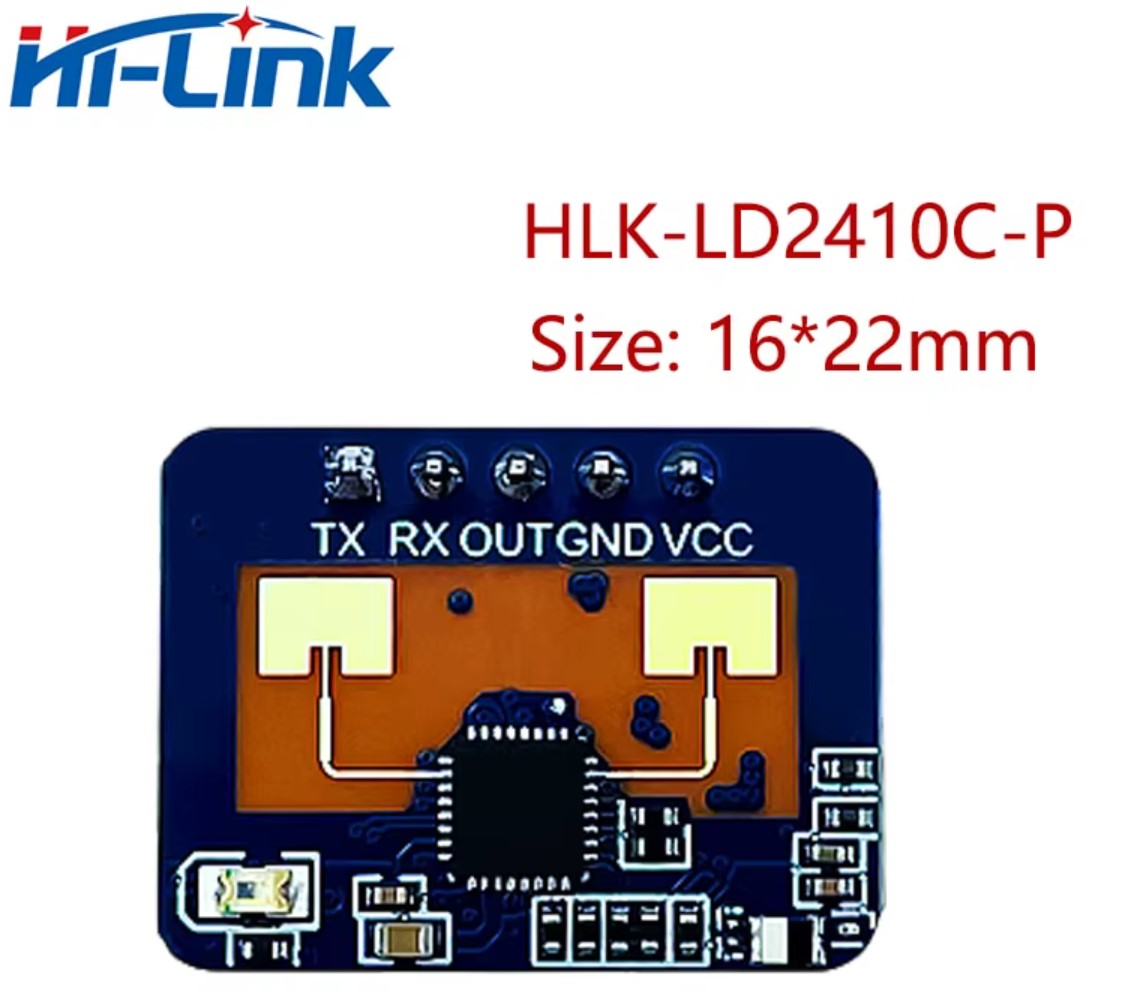 Hi-Link
HLK-LD2410C-P
Size: 16*22mm
TX RX OUT GND VCC